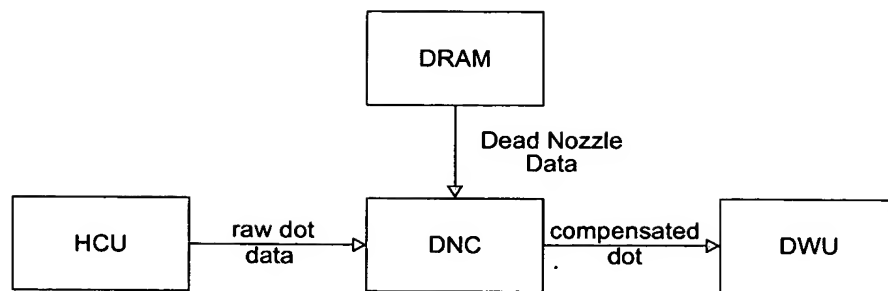 DRAM
Dead Nozzle
Data
HCU
raw dot
data
DNC
compensated
dot
DWU